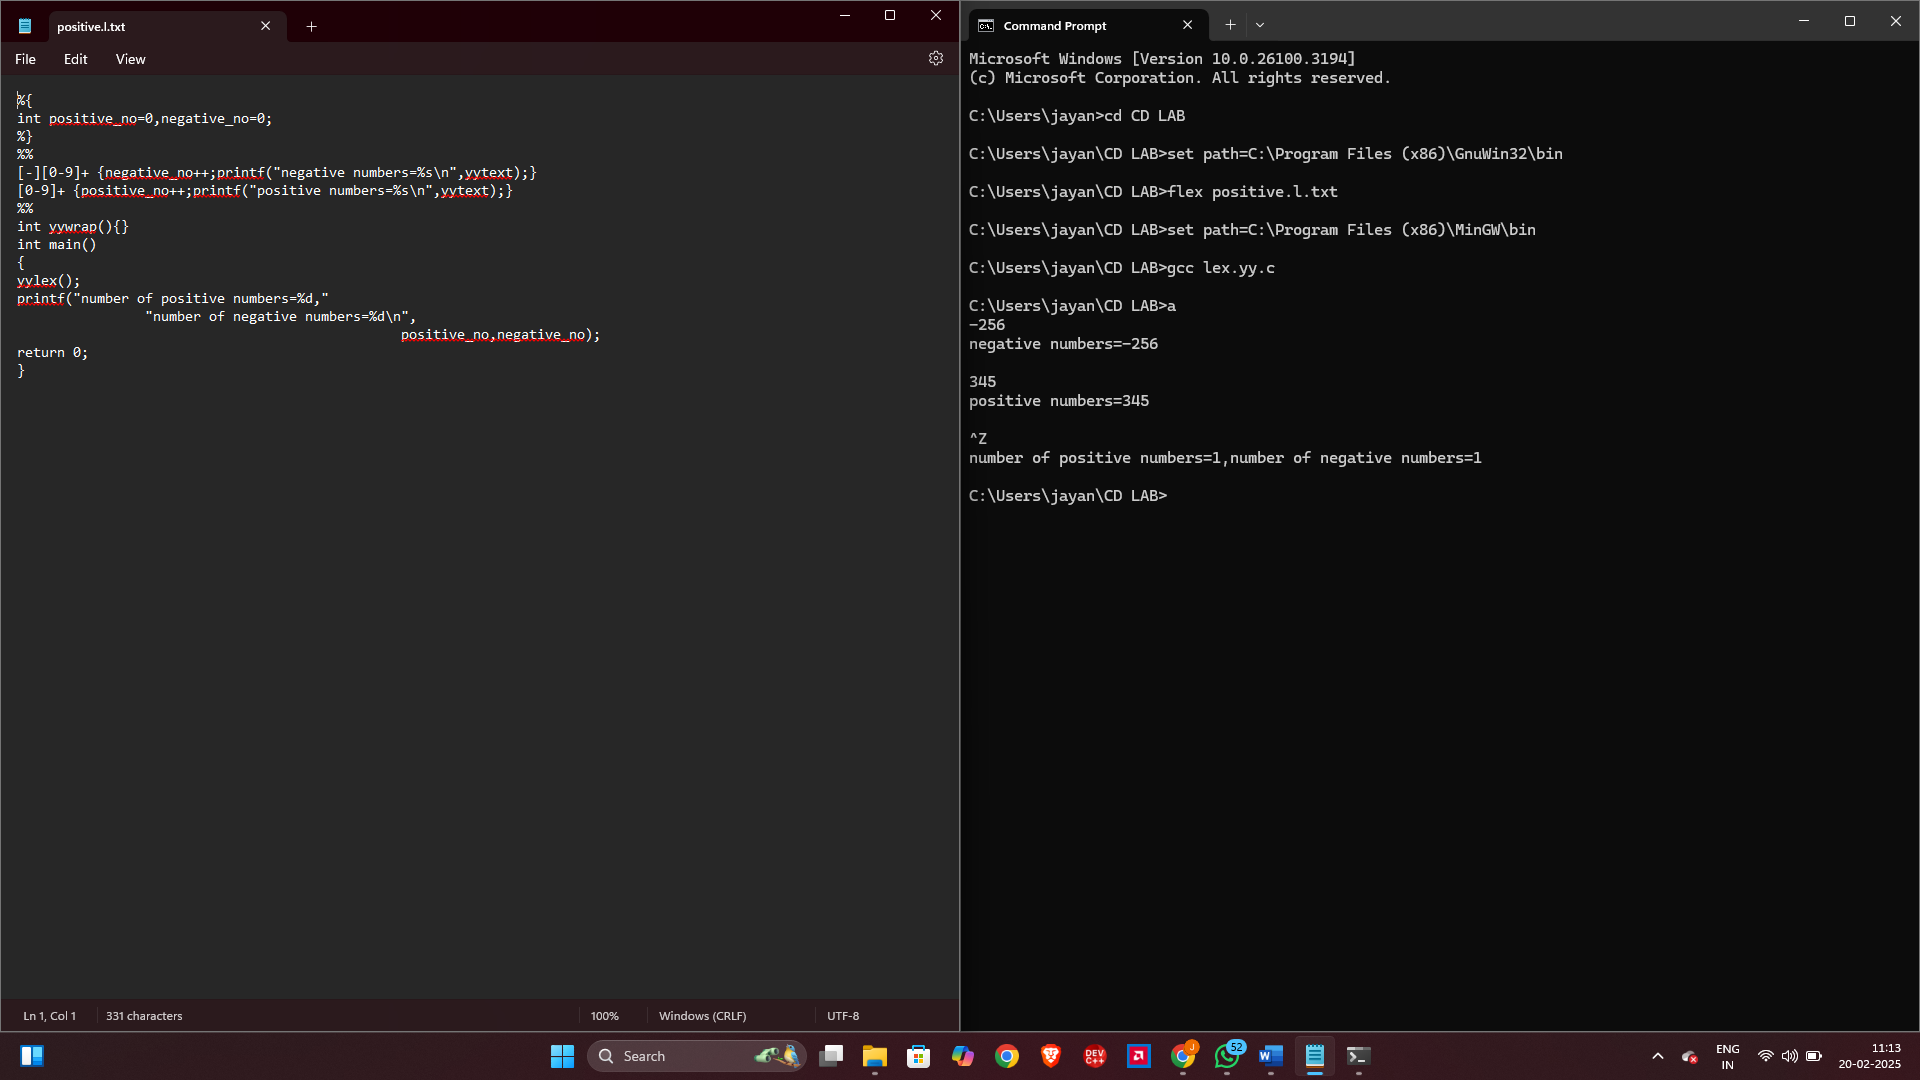 positive.l.txt
File Edit View
%{
int positive_no=0,negative_no=0;
%}
%%
[-][0-9]+ {negative_no++;printf("negative numbers=%s\n",yytext);}
[0-9]+ {positive_no++;printf("positive numbers=%s\n",yytext);}
%%
int yywrap(){}
int main()
{
yylex();
printf("number of positive numbers=%d,"
"number of negative numbers=%d\n",
positive_no,negative_no);
return 0;
}
Ln 1, Col 1 331 characters 100% Windows (CRLF) UTF-8
Command Prompt
Microsoft Windows [Version 10.0.26100.3194]
(c) Microsoft Corporation. All rights reserved.
C:\Users\jayan>cd CD LAB
C:\Users\jayan\CD LAB>set path=C:\Program Files (x86)\GnuWin32\bin
C:\Users\jayan\CD LAB>flex positive.l.txt
C:\Users\jayan\CD LAB>set path=C:\Program Files (x86)\MinGW\bin
C:\Users\jayan\CD LAB>gcc lex.yy.c
C:\Users\jayan\CD LAB>a
-256
negative numbers=-256
345
positive numbers=345
^Z
number of positive numbers=1,number of negative numbers=1
C:\Users\jayan\CD LAB>
Search
DEV C++
J
52
W
ENG
IN
11:13
20-02-2025